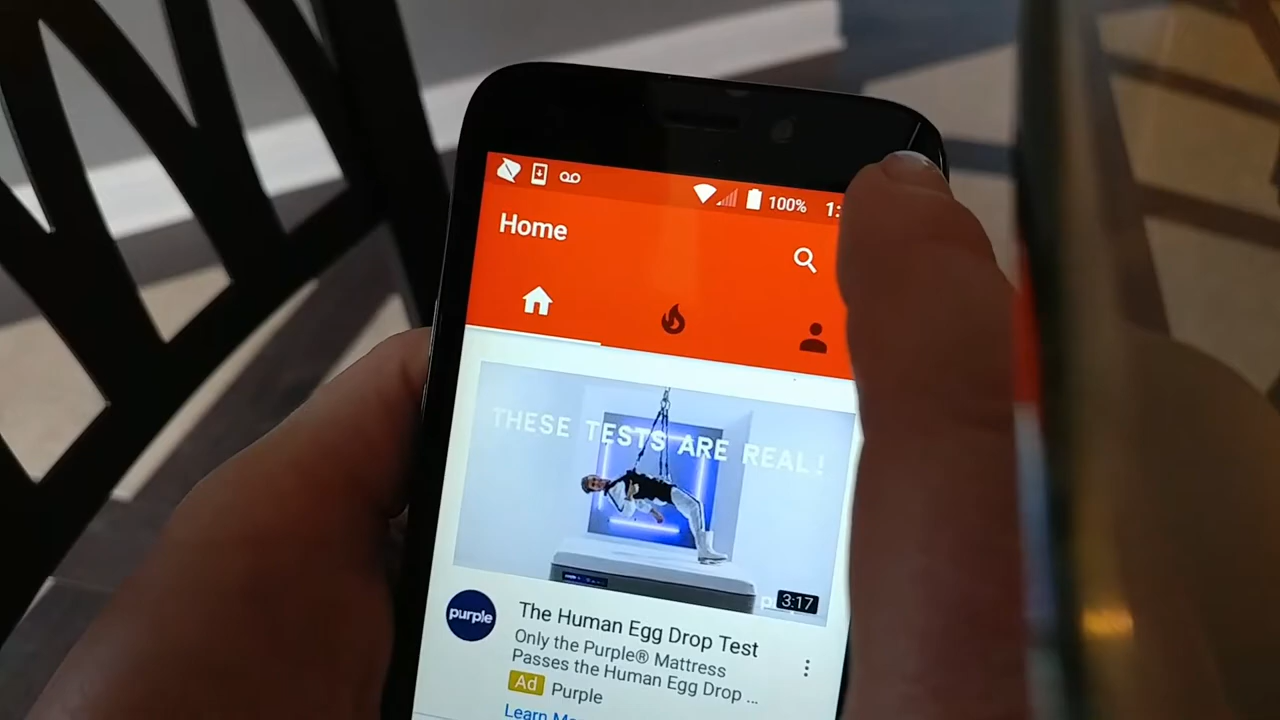 100% 1:
Home
THESE TESTS ARE REAL!
3:17
purple
The Human Egg Drop Test
Only the Purple® Mattress
Passes the Human Egg Drop ...
Ad Purple
Learn